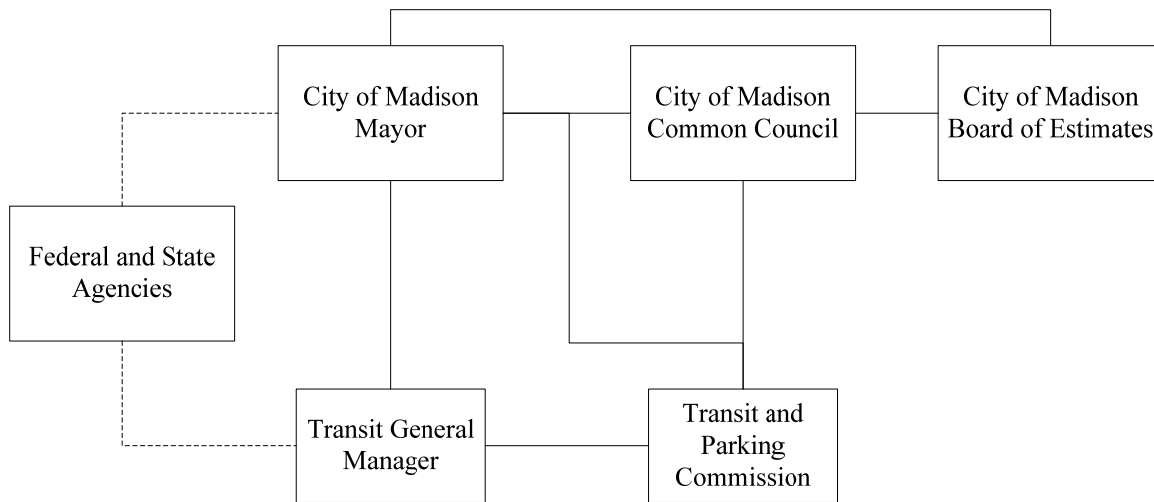 City of Madison
Mayor
City of Madison
Common Council
City of Madison
Board of Estimates
Federal and State
Agencies
Transit General
Manager
Transit and
Parking
Commission